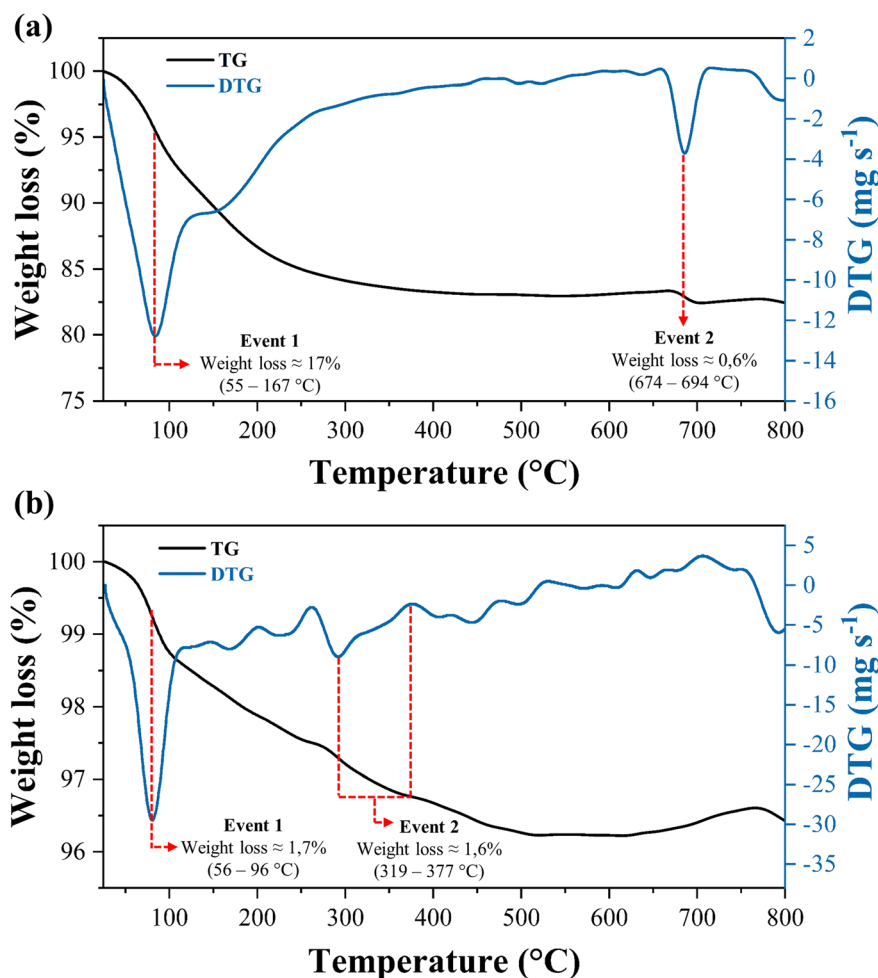 (a)
TG
DTG
100
95
90
85
80
75
Weight loss (%)
2
0
-2
-4
-6
-8
-10
-12
-14
-16
DTG (mg s⁻¹)
Event 1
Weight loss ≈ 17%
(55 – 167 °C)
Event 2
Weight loss ≈ 0,6%
(674 – 694 °C)
100 200 300 400 500 600 700 800
Temperature (°C)
(b)
TG
DTG
100
99
98
97
96
Weight loss (%)
5
0
-5
-10
-15
-20
-25
-30
-35
DTG (mg s⁻¹)
Event 1
Weight loss ≈ 1,7%
(56 – 96 °C)
Event 2
Weight loss ≈ 1,6%
(319 – 377 °C)
100 200 300 400 500 600 700 800
Temperature (°C)